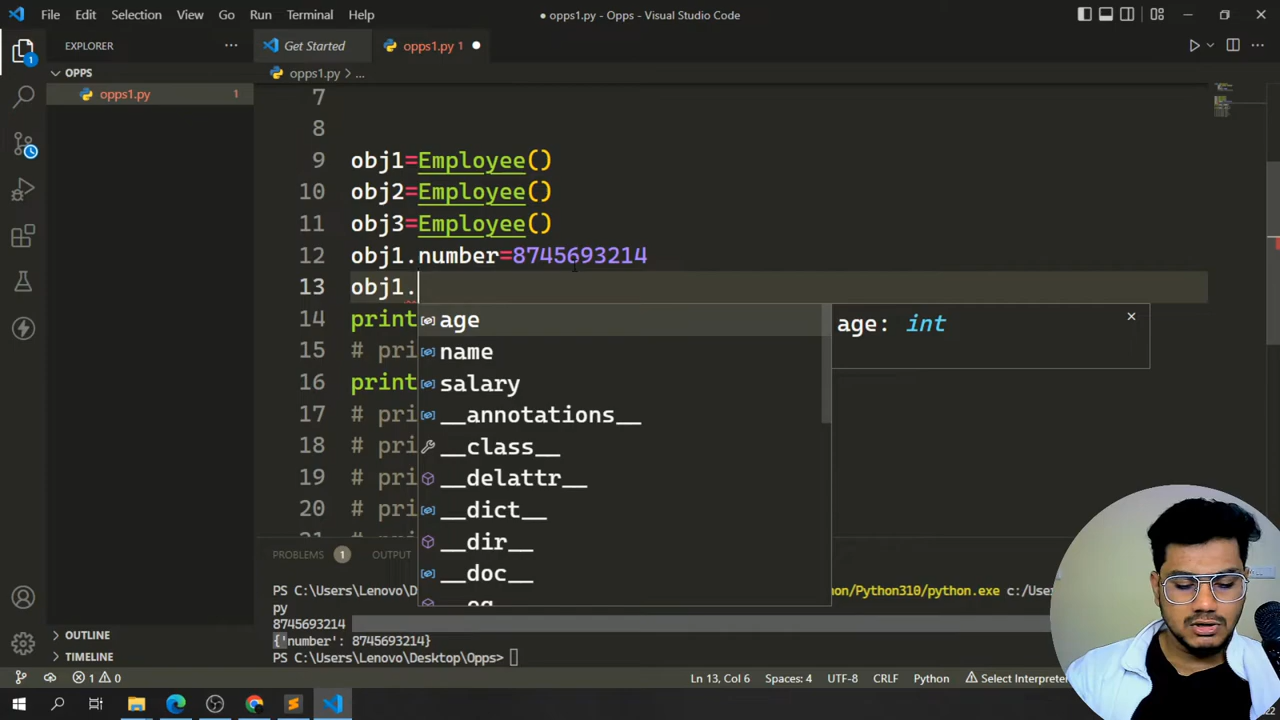 File Edit Selection View Go Run Terminal Help
● opps1.py - Opps - Visual Studio Code
EXPLORER
Get Started
opps1.py 1
OPPS
opps1.py 1
opps1.py > ...
7
8
9 obj1=Employee()
10 obj2=Employee()
11 obj3=Employee()
12 obj1.number=8745693214
13 obj1.
14 print
15 # pri
16 print
17 # pri
18 # pri
19 # pri
20 # pri
age
name
salary
__annotations__
__class__
__delattr__
__dict__
__dir__
__doc__
age: int
PROBLEMS 1 OUTPUT
PS C:\Users\Lenovo\D
on/Python310/python.exe c:/Use
py
8745693214
{'number': 8745693214}
PS C:\Users\Lenovo\Desktop\Opps>
OUTLINE
TIMELINE
1 0
Ln 13, Col 6 Spaces: 4 UTF-8 CRLF Python Select Interpreter